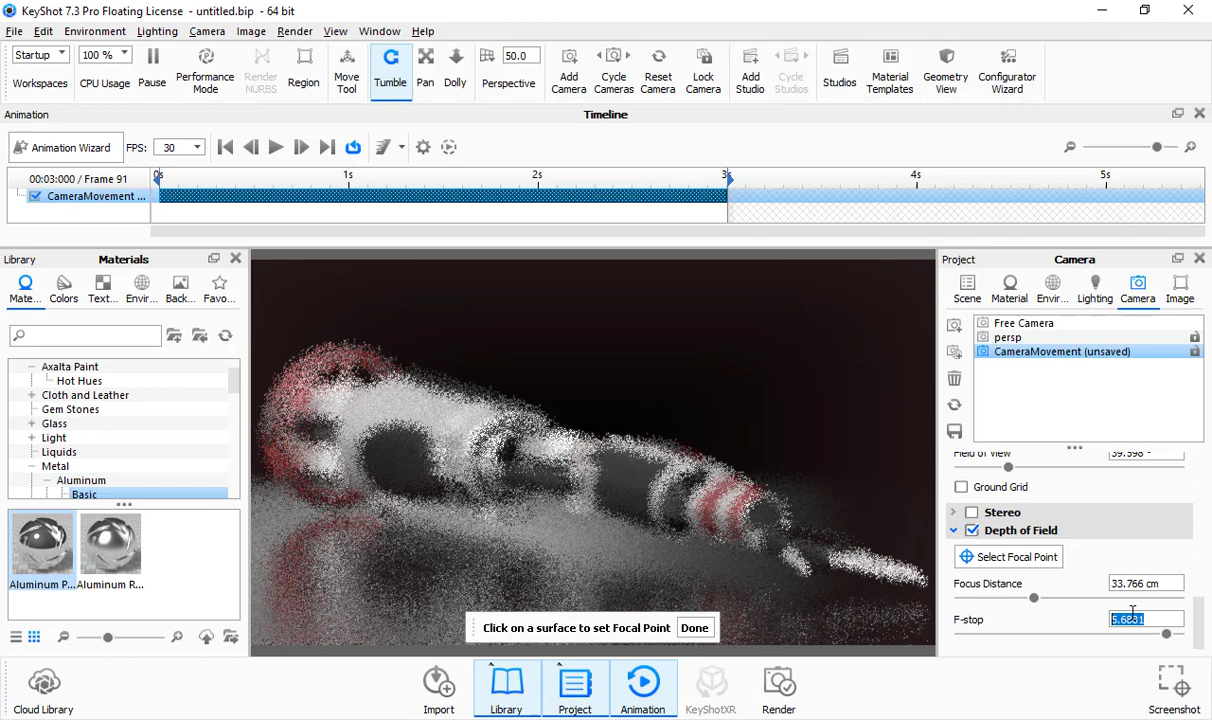 KeyShot 7.3 Pro Floating License - untitled.bip - 64 bit
File Edit Environment Lighting Camera Image Render View Window Help
Startup 100 % 50.0
Workspaces CPU Usage Pause Performance Mode Render NURBS Region Move Tool Tumble Pan Dolly Perspective Add Camera Cycle Cameras Reset Camera Lock Camera Add Studio Cycle Studios Studios Material Templates Geometry View Configurator Wizard
Animation Timeline
Animation Wizard FPS: 30
00:03:000 / Frame 91 0s 1s 2s 3s 4s 5s
CameraMovement ...
Library Materials
Mate... Colors Text... Envir... Back... Favo...
Axalta Paint
Hot Hues
Cloth and Leather
Gem Stones
Glass
Light
Liquids
Metal
Aluminum
Basic
Aluminum P... Aluminum R...
Click on a surface to set Focal Point Done
Project Camera
Scene Material Envir... Lighting Camera Image
Free Camera
persp
CameraMovement (unsaved)
Field of View 39.598 °
Ground Grid
Stereo
Depth of Field
Select Focal Point
Focus Distance 33.766 cm
F-stop
Cloud Library Import Library Project Animation KeyShotXR Render Screenshot